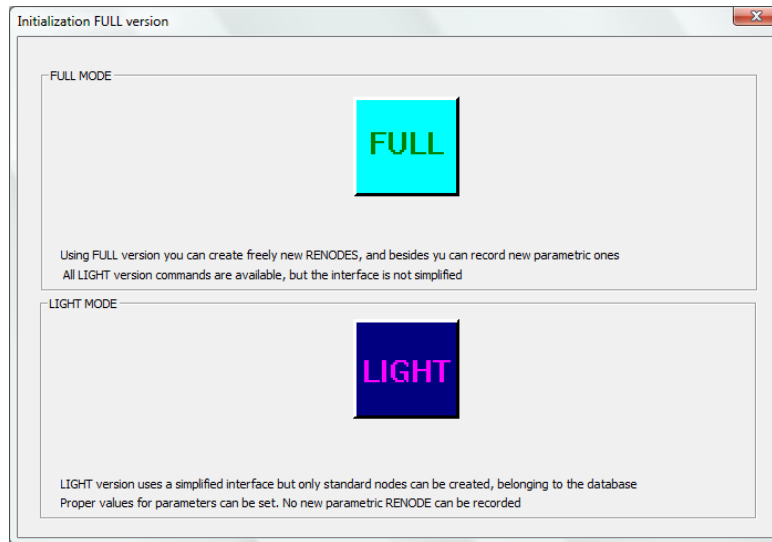 Initialization FULL version
FULL MODE
FULL
Using FULL version you can create freely new RENODES, and besides yu can record new parametric ones
All LIGHT version commands are available, but the interface is not simplified
LIGHT MODE
LIGHT
LIGHT version uses a simplified interface but only standard nodes can be created, belonging to the database
Proper values for parameters can be set. No new parametric RENODE can be recorded